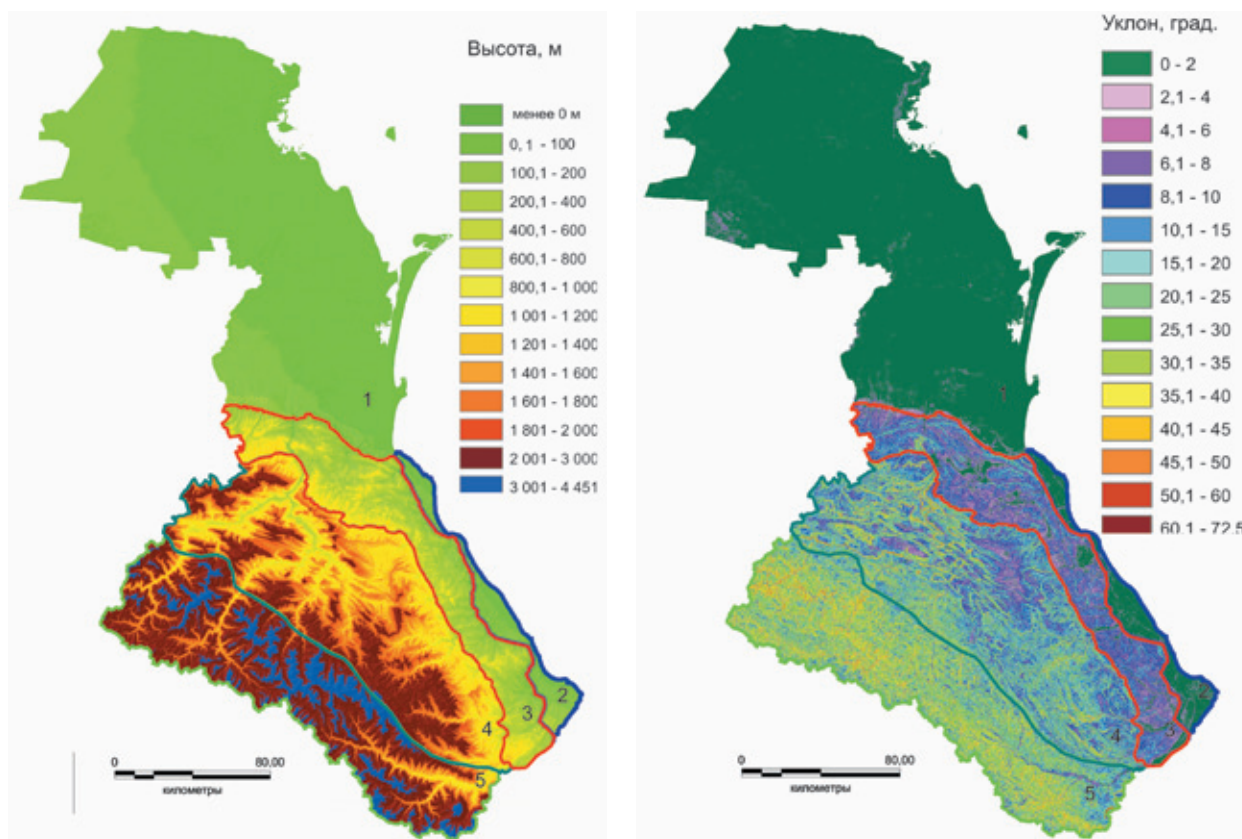 Высота, м
менее 0 м
0,1 - 100
100,1 - 200
200,1 - 400
400,1 - 600
600,1 - 800
800,1 - 1 000
1 001 - 1 200
1 201 - 1 400
1 401 - 1 600
1 601 - 1 800
1 801 - 2 000
2 001 - 3 000
3 001 - 4 451
1
2
3
4
5
0 80,00
километры
Уклон, град.
0 - 2
2,1 - 4
4,1 - 6
6,1 - 8
8,1 - 10
10,1 - 15
15,1 - 20
20,1 - 25
25,1 - 30
30,1 - 35
35,1 - 40
40,1 - 45
45,1 - 50
50,1 - 60
60,1 - 72,5
1
2
3
4
5
0 80,00
километры